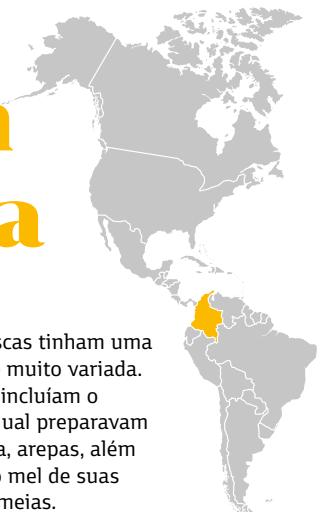 a
scas tinham uma
muito variada.
incluíam o
ual preparavam
a, arepas, além
mel de suas
meias.